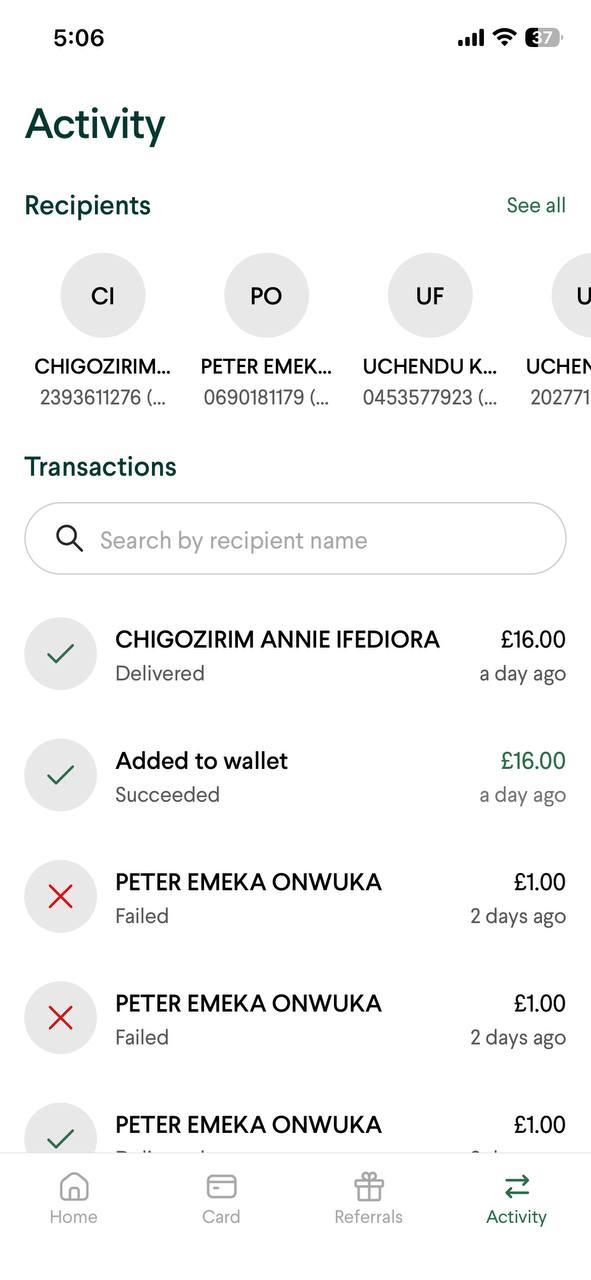 5:06
37
Activity
Recipients See all
CI PO UF U
CHIGOZIRIM... PETER EMEK... UCHENDU K... UCHEN
2393611276 (... 0690181179 (... 0453577923 (... 202771
Transactions
Search by recipient name
CHIGOZIRIM ANNIE IFEDIORA £16.00
Delivered a day ago
Added to wallet £16.00
Succeeded a day ago
PETER EMEKA ONWUKA £1.00
Failed 2 days ago
PETER EMEKA ONWUKA £1.00
Failed 2 days ago
PETER EMEKA ONWUKA £1.00
Home Card Referrals Activity